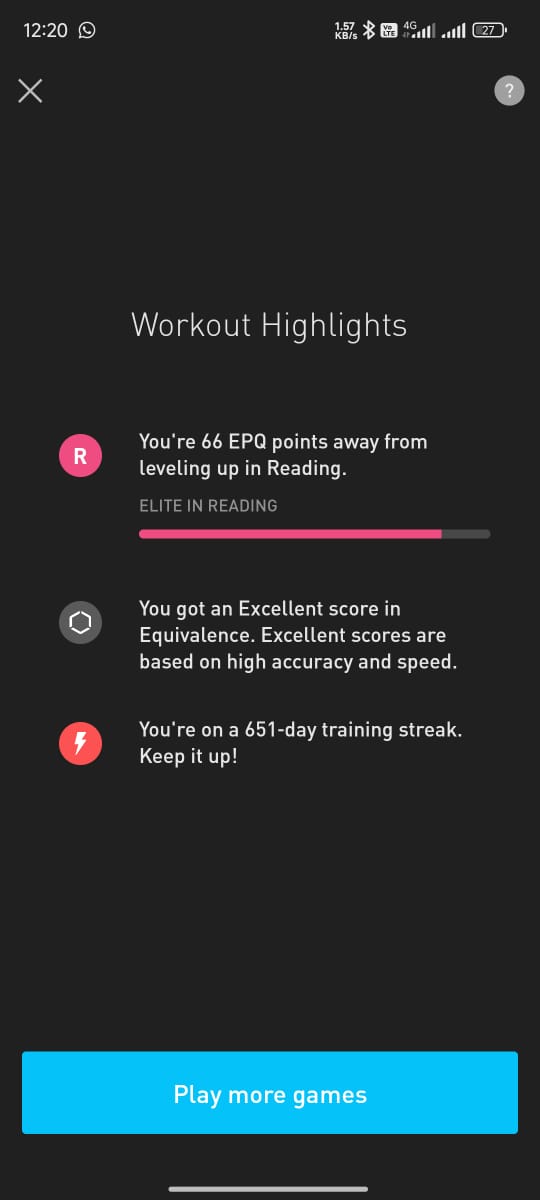 12:20
1.57
KB/s
Vo
LTE
4G
27
?
Workout Highlights
R
You're 66 EPQ points away from
leveling up in Reading.
ELITE IN READING
You got an Excellent score in
Equivalence. Excellent scores are
based on high accuracy and speed.
You're on a 651-day training streak.
Keep it up!
Play more games